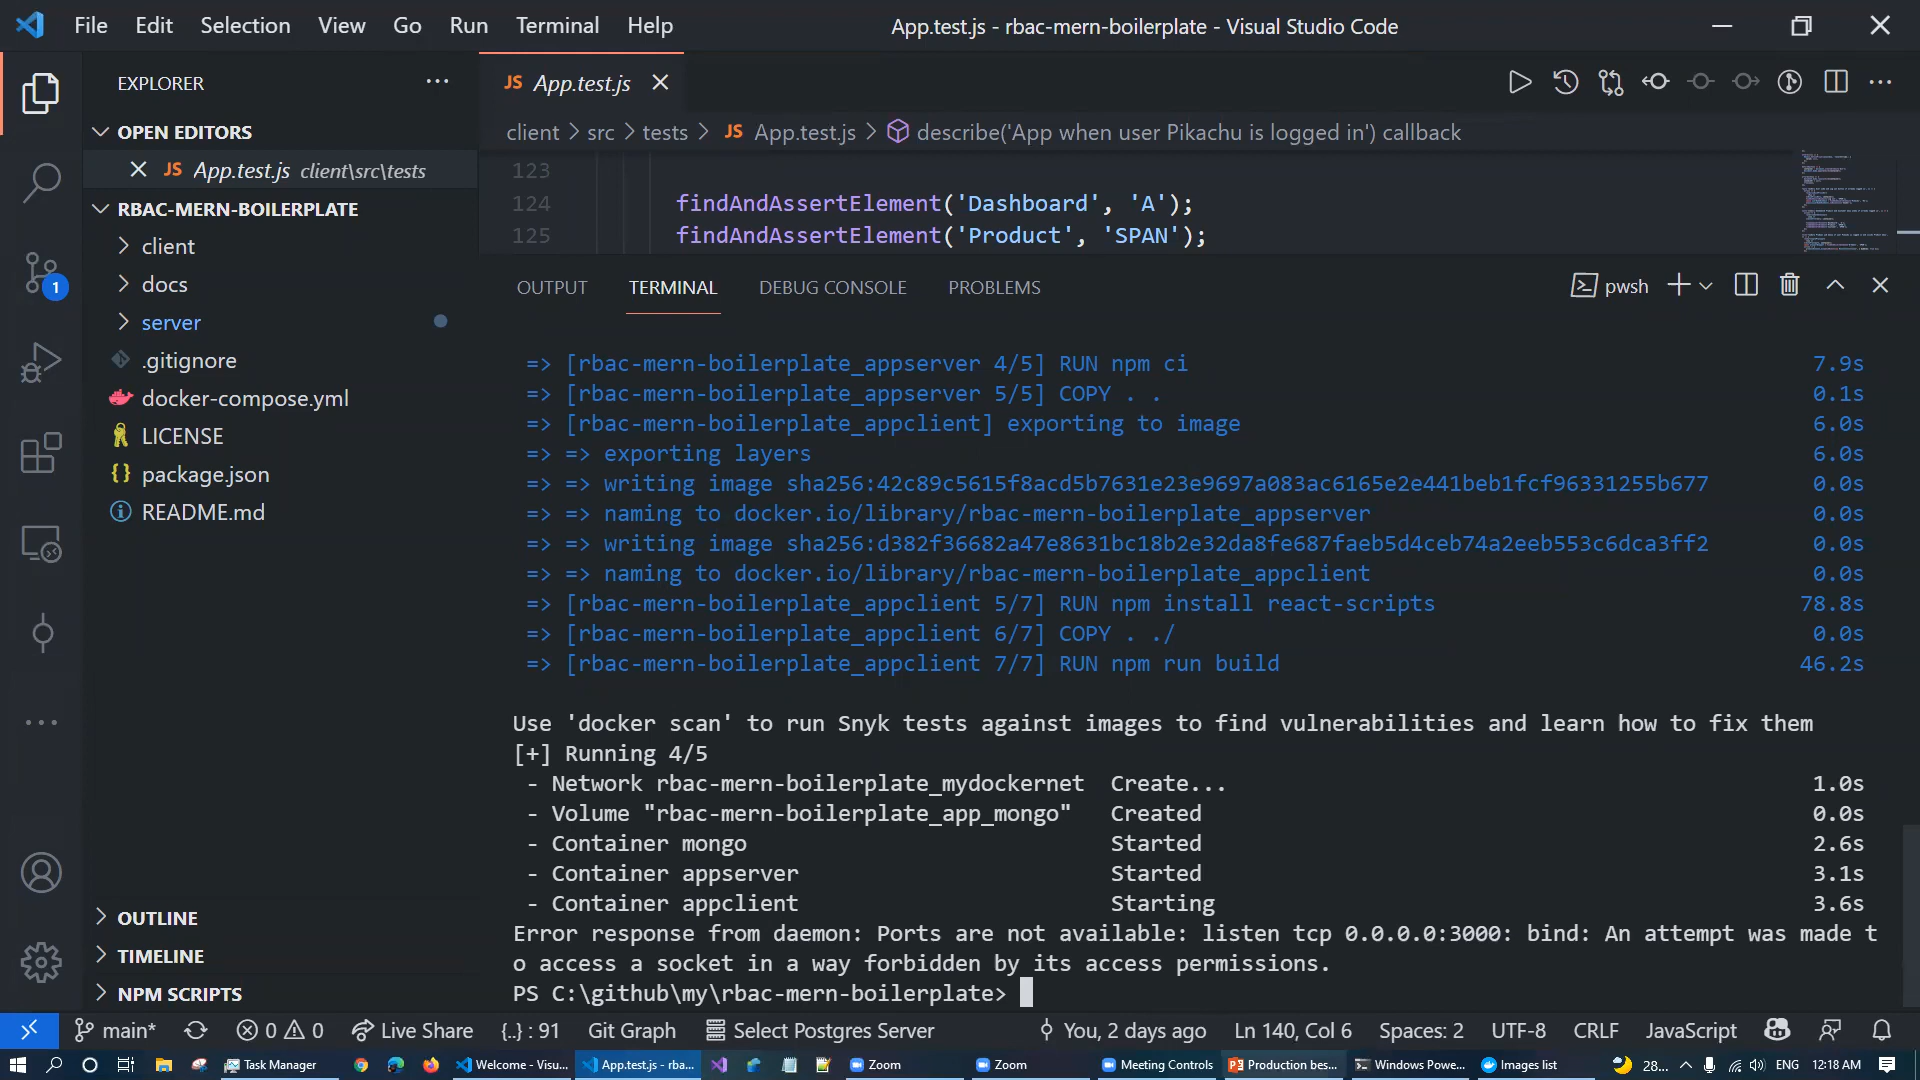 File Edit Selection View Go Run Terminal Help
App.test.js - rbac-mern-boilerplate - Visual Studio Code
EXPLORER
OPEN EDITORS
JS App.test.js client\src\tests
RBAC-MERN-BOILERPLATE
client
docs
server
.gitignore
docker-compose.yml
LICENSE
package.json
README.md
OUTLINE
TIMELINE
NPM SCRIPTS
1
JS App.test.js
client > src > tests > JS App.test.js > describe('App when user Pikachu is logged in') callback
123
124 findAndAssertElement('Dashboard', 'A');
125 findAndAssertElement('Product', 'SPAN');
OUTPUT TERMINAL DEBUG CONSOLE PROBLEMS
pwsh
=> [rbac-mern-boilerplate_appserver 4/5] RUN npm ci 7.9s
=> [rbac-mern-boilerplate_appserver 5/5] COPY . . 0.1s
=> [rbac-mern-boilerplate_appclient] exporting to image 6.0s
=> => exporting layers 6.0s
=> => writing image sha256:42c89c5615f8acd5b7631e23e9697a083ac6165e2e441beb1fcf96331255b677 0.0s
=> => naming to docker.io/library/rbac-mern-boilerplate_appserver 0.0s
=> => writing image sha256:d382f36682a47e8631bc18b2e32da8fe687faeb5d4ceb74a2eeb553c6dca3ff2 0.0s
=> => naming to docker.io/library/rbac-mern-boilerplate_appclient 0.0s
=> [rbac-mern-boilerplate_appclient 5/7] RUN npm install react-scripts 78.8s
=> [rbac-mern-boilerplate_appclient 6/7] COPY . ./ 0.0s
=> [rbac-mern-boilerplate_appclient 7/7] RUN npm run build 46.2s
Use 'docker scan' to run Snyk tests against images to find vulnerabilities and learn how to fix them
[+] Running 4/5
- Network rbac-mern-boilerplate_mydockernet Create... 1.0s
- Volume "rbac-mern-boilerplate_app_mongo" Created 0.0s
- Container mongo Started 2.6s
- Container appserver Started 3.1s
- Container appclient Starting 3.6s
Error response from daemon: Ports are not available: listen tcp 0.0.0.0:3000: bind: An attempt was made t
o access a socket in a way forbidden by its access permissions.
PS C:\github\my\rbac-mern-boilerplate>
main* 0 0 Live Share {..} : 91 Git Graph Select Postgres Server You, 2 days ago Ln 140, Col 6 Spaces: 2 UTF-8 CRLF JavaScript
Task Manager Welcome - Visu... App.test.js - rba... Zoom Zoom Meeting Controls Production bes... Windows Powe... Images list 28... ENG 12:18 AM